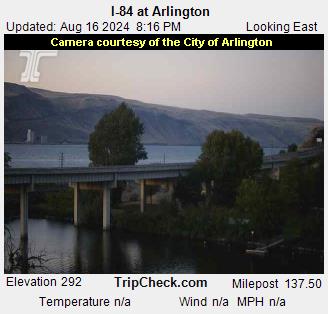 I-84 at Arlington
Updated: Aug 16 2024 8:16 PM Looking East
Camera courtesy of the City of Arlington
Elevation 292 TripCheck.com Milepost 137.50
Temperature n/a Wind n/a MPH n/a